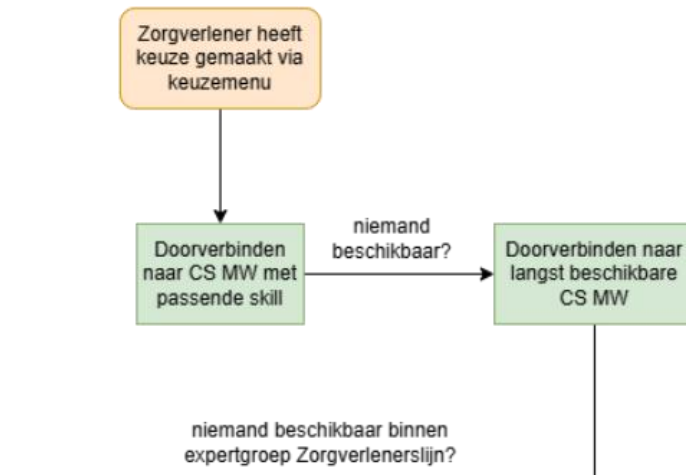 Zorgverlener heeft
keuze gemaakt via
keuzemenu
niemand
beschikbaar?
Doorverbinden
naar CS MW met
passende skill
Doorverbinden naar
langst beschikbare
CS MW
niemand beschikbaar binnen
expertgroep Zorgverlenerslijn?